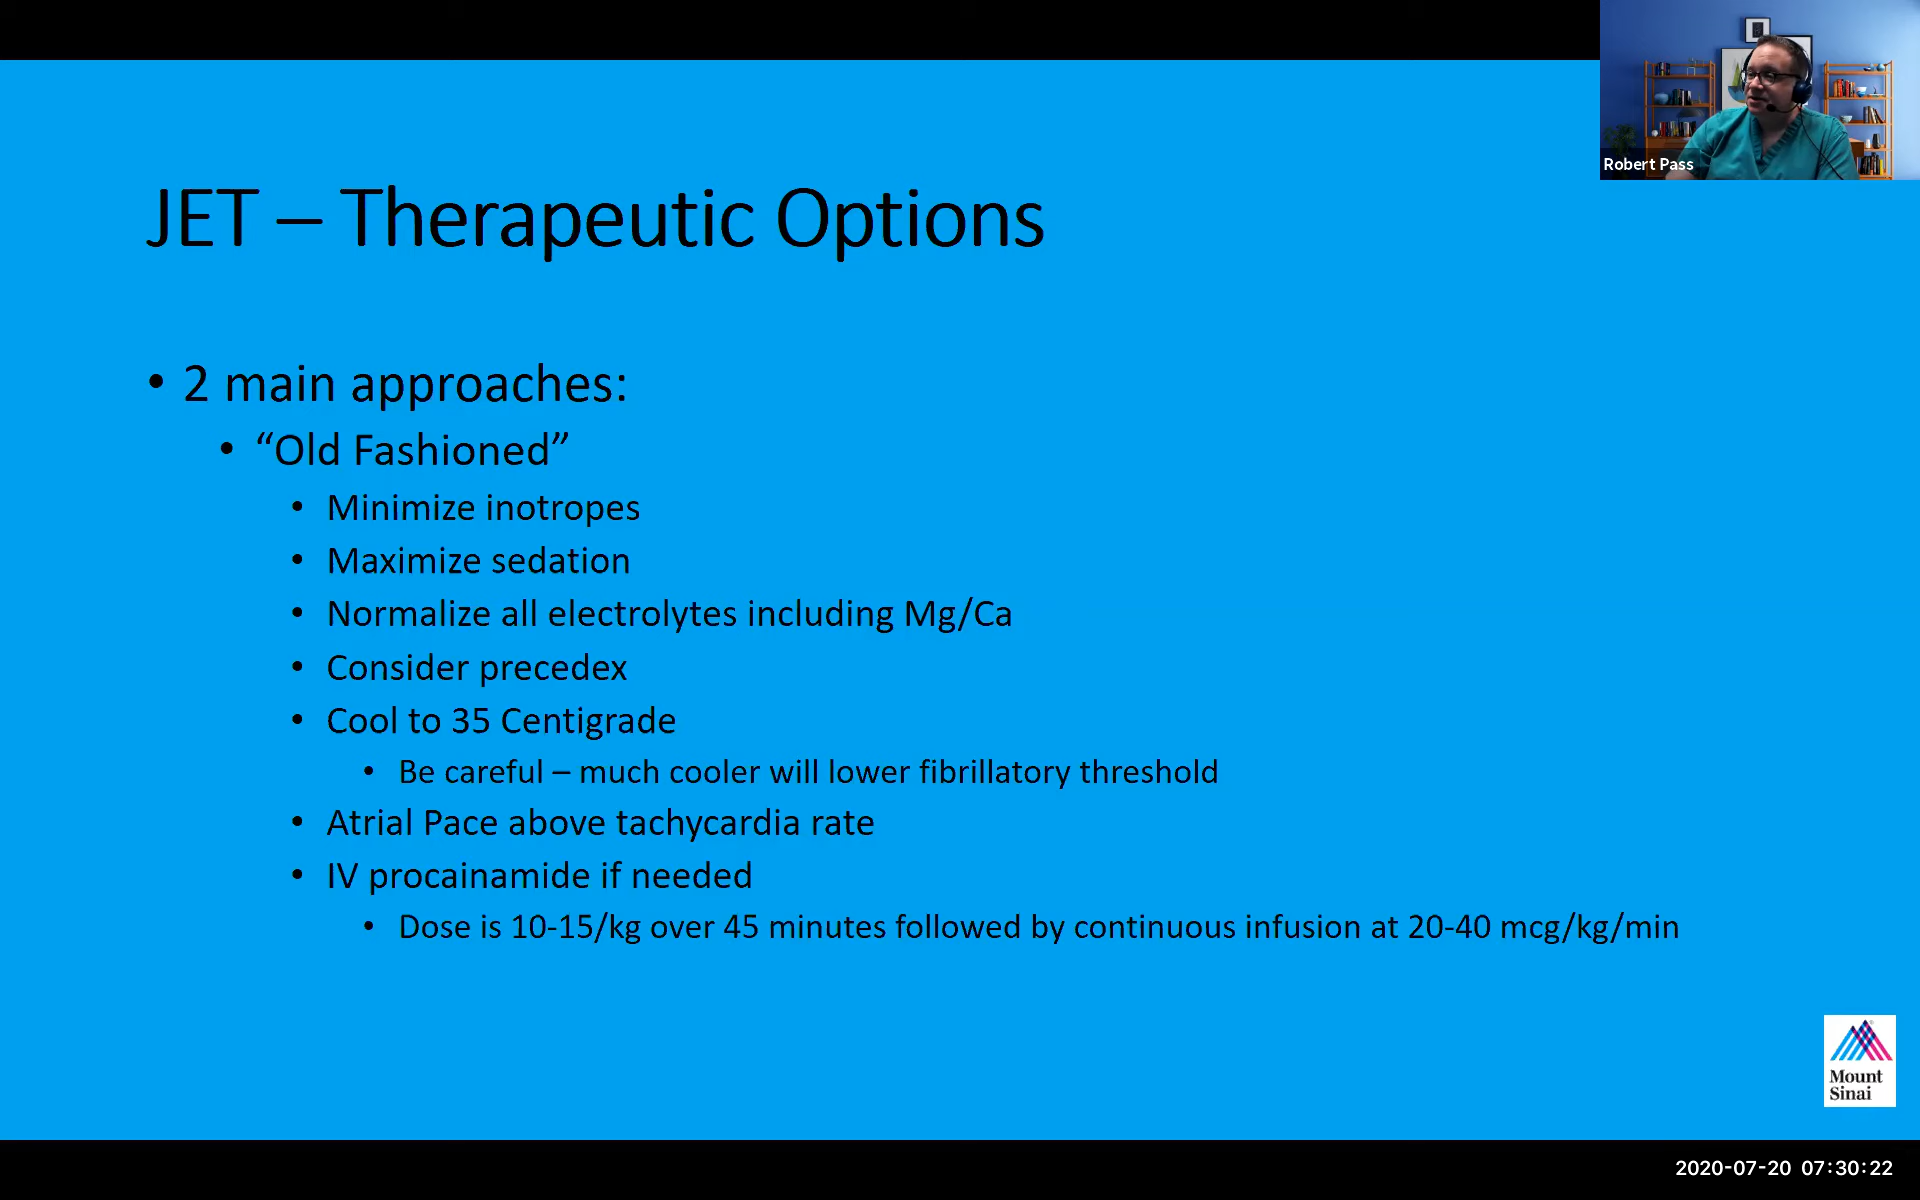 Robert Pass
JET – Therapeutic Options
• 2 main approaches:
• “Old Fashioned”
• Minimize inotropes
• Maximize sedation
• Normalize all electrolytes including Mg/Ca
• Consider precedex
• Cool to 35 Centigrade
• Be careful – much cooler will lower fibrillatory threshold
• Atrial Pace above tachycardia rate
• IV procainamide if needed
• Dose is 10-15/kg over 45 minutes followed by continuous infusion at 20-40 mcg/kg/min
Mount
Sinai
2020-07-20 07:30:22